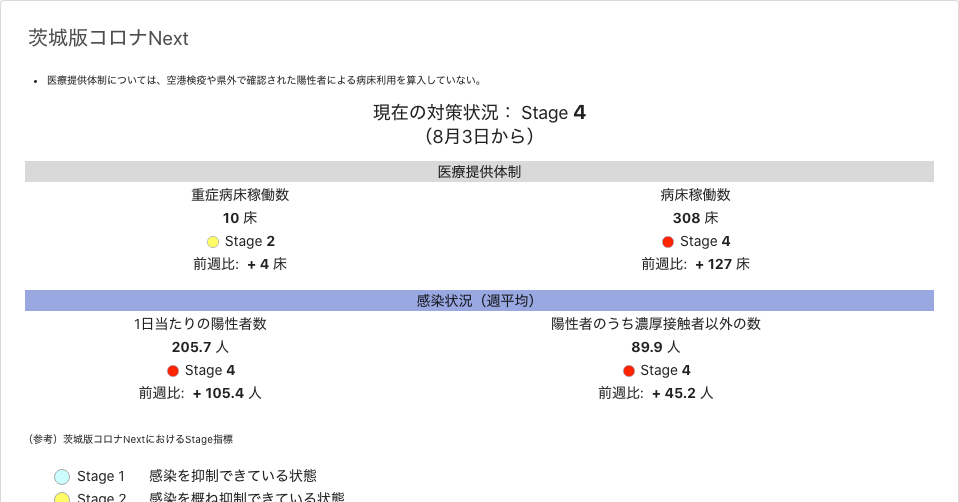 茨城版コロナNext
• 医療提供体制については、空港検疫や県外で確認された陽性者による病床利用を算入していない。
現在の対策状況： Stage 4
（8月3日から）
医療提供体制
重症病床稼働数 病床稼働数
10 床 308 床
Stage 2 Stage 4
前週比: + 4 床 前週比: + 127 床
感染状況（週平均）
1日当たりの陽性者数 陽性者のうち濃厚接触者以外の数
205.7 人 89.9 人
Stage 4 Stage 4
前週比: + 105.4 人 前週比: + 45.2 人
（参考）茨城版コロナNextにおけるStage指標
Stage 1 感染を抑制できている状態
Stage 2 感染を概ね抑制できている状態